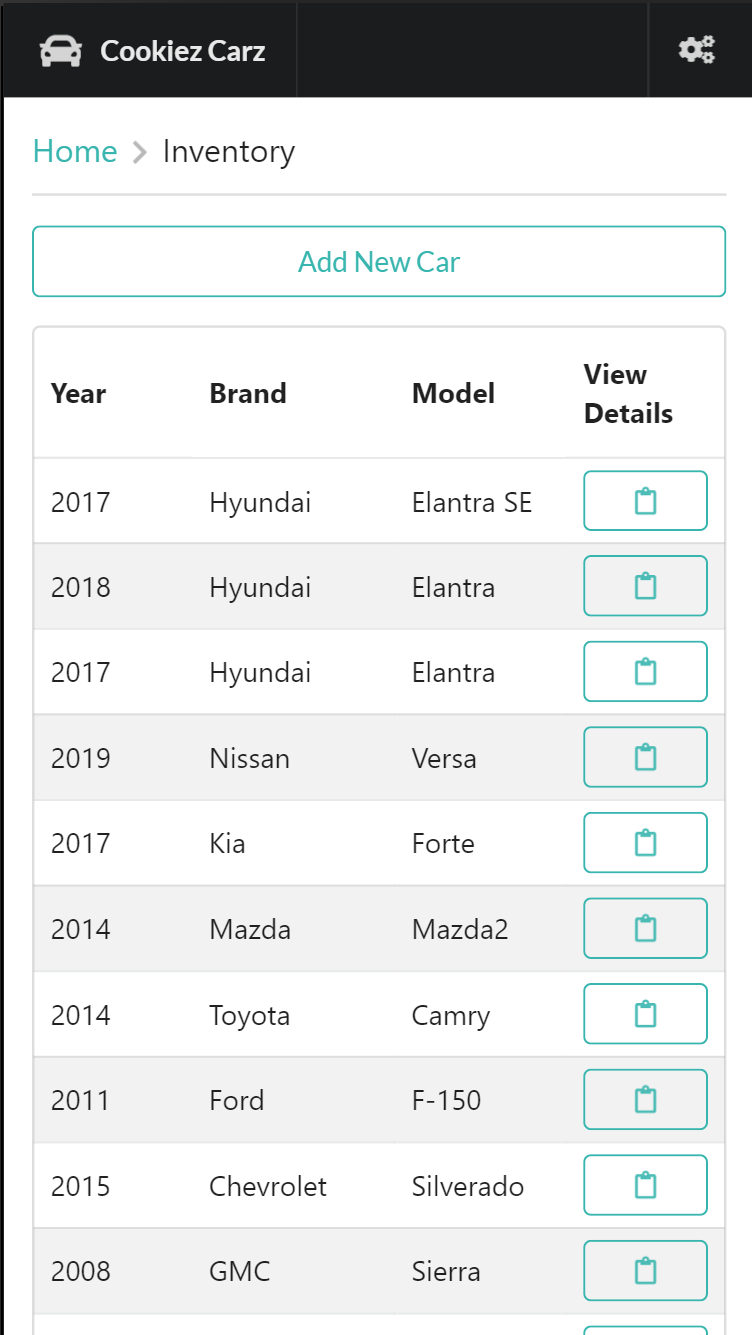 Cookiez Carz
Home Inventory
Add New Car
Year Brand Model View Details
2017 Hyundai Elantra SE
2018 Hyundai Elantra
2017 Hyundai Elantra
2019 Nissan Versa
2017 Kia Forte
2014 Mazda Mazda2
2014 Toyota Camry
2011 Ford F-150
2015 Chevrolet Silverado
2008 GMC Sierra